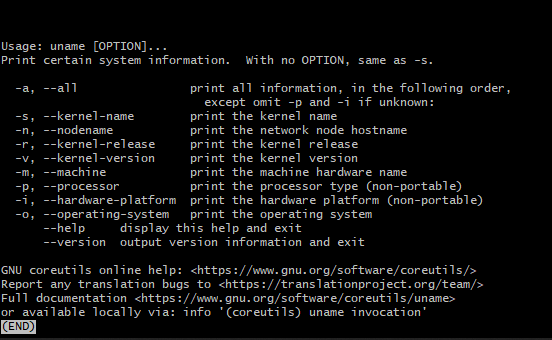 Usage: uname [OPTION]...
Print certain system information.  With no OPTION, same as -s.

  -a, --all                print all information, in the following order,
                             except omit -p and -i if unknown:
  -s, --kernel-name        print the kernel name
  -n, --nodename           print the network node hostname
  -r, --kernel-release     print the kernel release
  -v, --kernel-version     print the kernel version
  -m, --machine            print the machine hardware name
  -p, --processor          print the processor type (non-portable)
  -i, --hardware-platform  print the hardware platform (non-portable)
  -o, --operating-system   print the operating system
      --help     display this help and exit
      --version  output version information and exit

GNU coreutils online help: <https://www.gnu.org/software/coreutils/>
Report any translation bugs to <https://translationproject.org/team/>
Full documentation <https://www.gnu.org/software/coreutils/uname>
or available locally via: info '(coreutils) uname invocation'
(END)